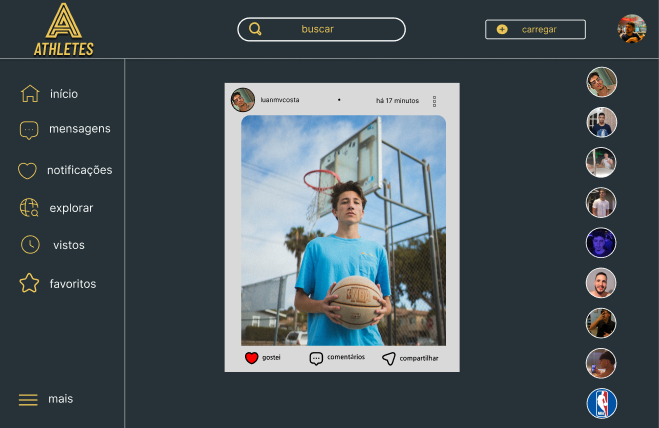 ATHLETES
buscar
carregar
início
mensagens
notificações
explorar
vistos
favoritos
mais
luanmvcosta
há 17 minutos
gostei
comentários
compartilhar